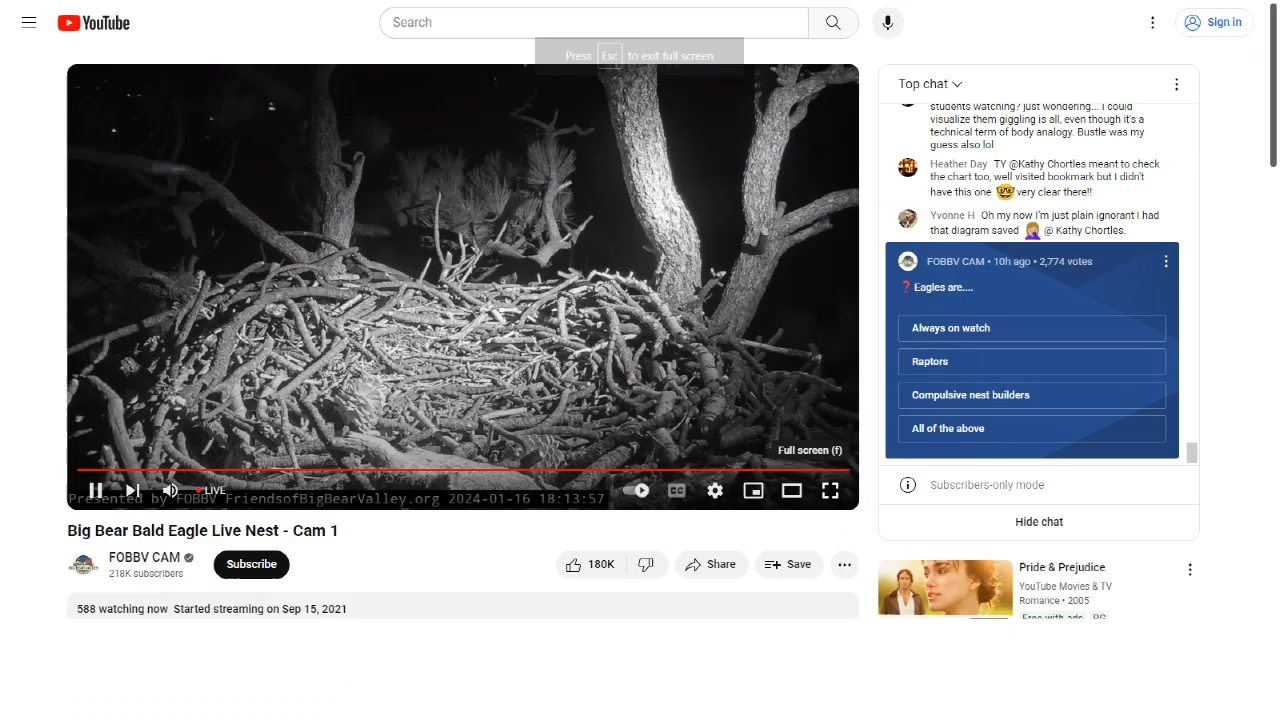 YouTube
Search
Sign in
Press Esc to exit full screen
Full screen (f)
LIVE
Presented by FOBBV FriendsofBigBearValley.org 2024-01-16 18:13:57
Big Bear Bald Eagle Live Nest - Cam 1
FOBBV CAM
218K subscribers
Subscribe
180K
Share
Save
588 watching now Started streaming on Sep 15, 2021
Top chat
students watching? just wondering... I could
visualize them giggling is all, even though it's a
technical term of body analogy. Bustle was my
guess also lol
Heather Day TY @Kathy Chortles meant to check
the chart too, well visited bookmark but I didn't
have this one 🤓 very clear there!!
Yvonne H Oh my now I'm just plain ignorant I had
that diagram saved 🤦🏼‍♀️ @ Kathy Chortles.
FOBBV CAM • 10h ago • 2,774 votes
❓Eagles are....
Always on watch
Raptors
Compulsive nest builders
All of the above
Subscribers-only mode
Hide chat
Pride & Prejudice
YouTube Movies & TV
Romance • 2005
Free with ads PG